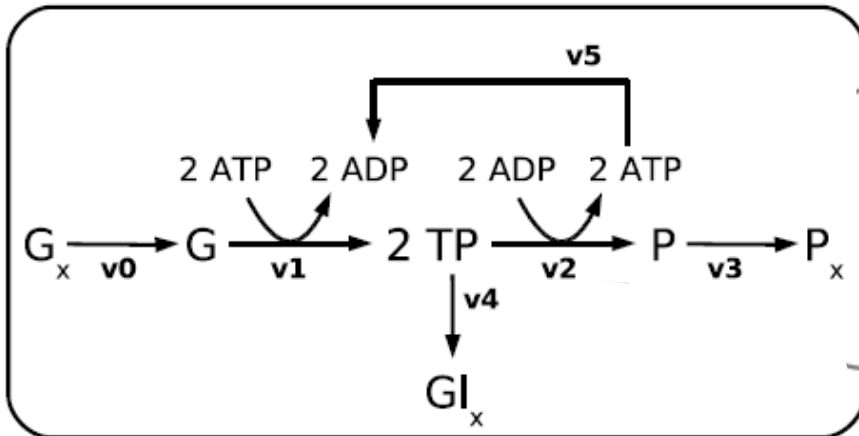 v5
2 ATP 2 ADP 2 ADP 2 ATP
Gx G 2 TP P Px
v0 v1 v2 v3
v4
Glx